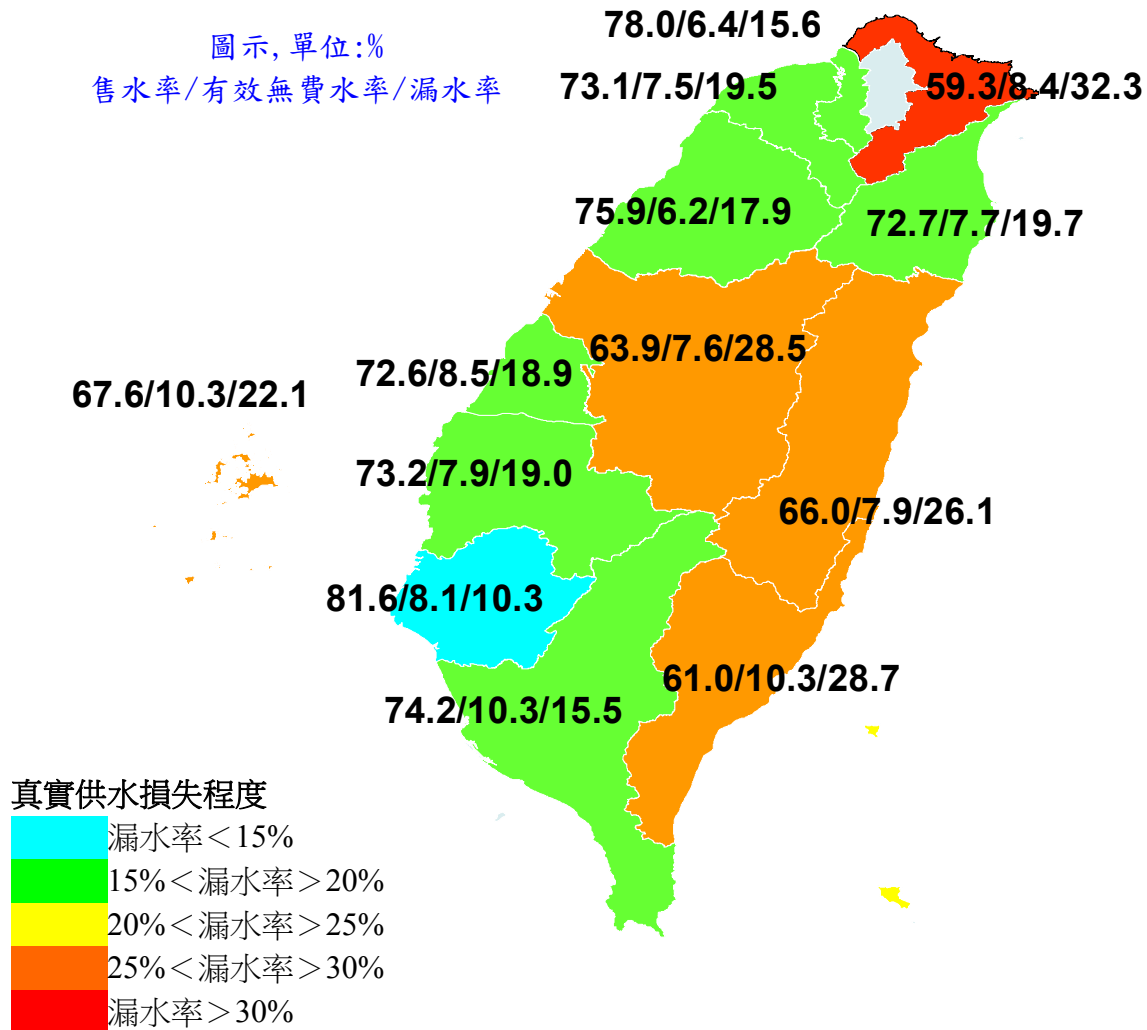 78.0/6.4/15.6
圖示,單位:%
售水率/有效無費水率/漏水率
73.1/7.5/19.5
59.3/8.4/32.3
75.9/6.2/17.9
72.7/7.7/19.7
63.9/7.6/28.5
72.6/8.5/18.9
67.6/10.3/22.1
73.2/7.9/19.0
66.0/7.9/26.1
81.6/8.1/10.3
61.0/10.3/28.7
74.2/10.3/15.5
真實供水損失程度
漏水率＜15%
15%＜漏水率＞20%
20%＜漏水率＞25%
25%＜漏水率＞30%
漏水率＞30%